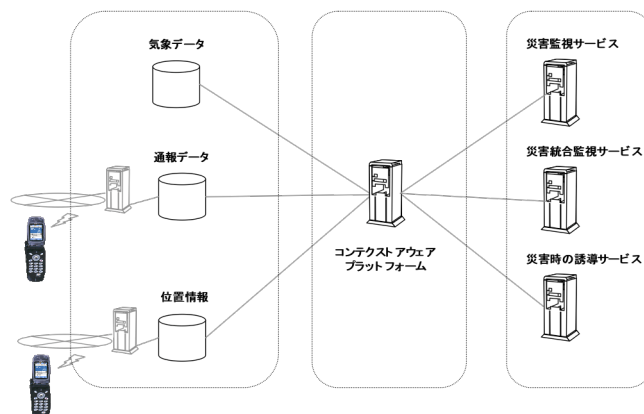 気象データ
通報データ
位置情報
コンテクストアウェア
プラットフォーム
災害監視サービス
災害統合監視サービス
災害時の誘導サービス